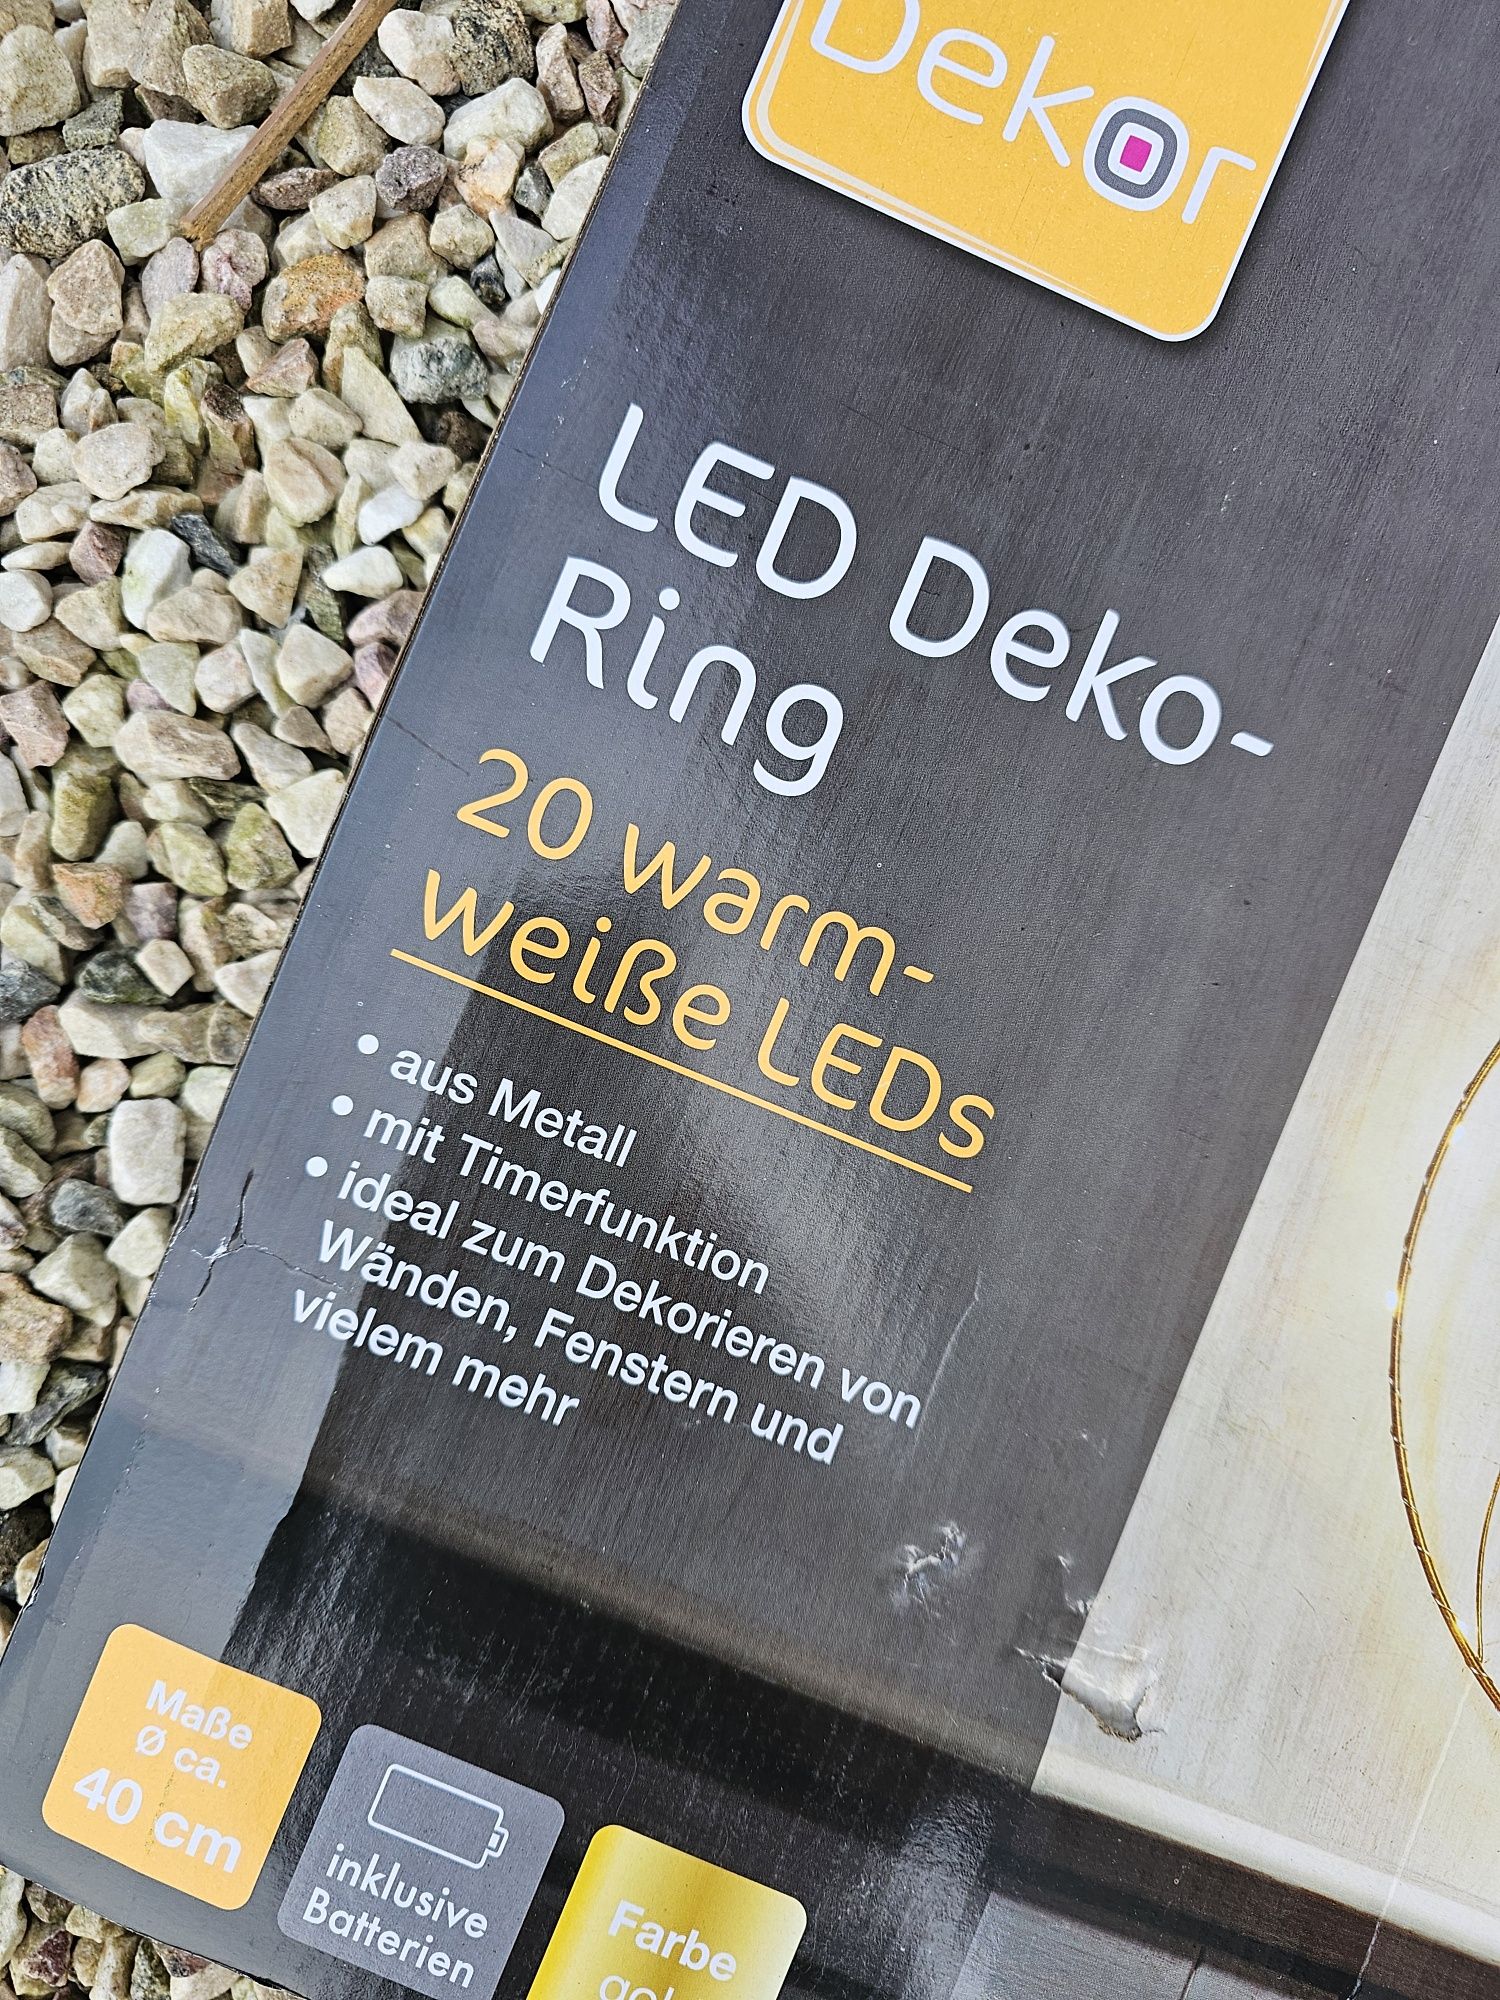 Dekor
LED Deko-
Ring
20 warm-
weiße LEDs
• aus Metall
• mit Timerfunktion
• ideal zum Dekorieren von
Wänden, Fenstern und
vielem mehr
Maße
Ø ca.
40 cm
inklusive
Batterien
Farbe